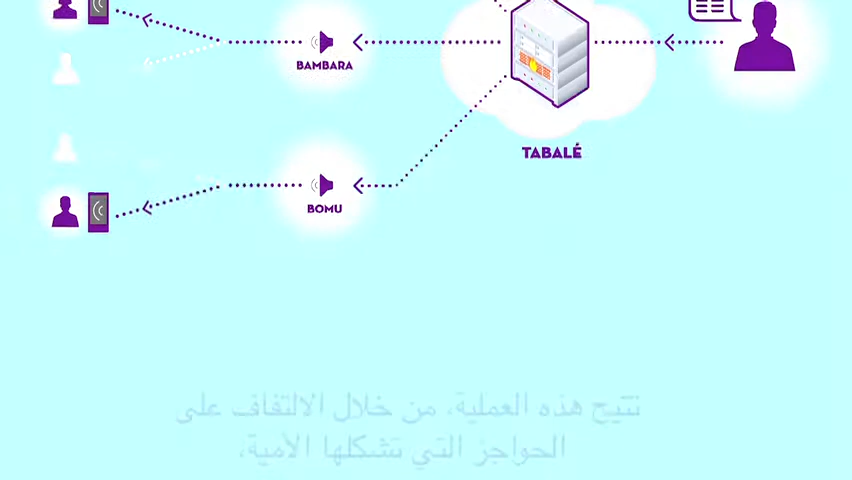 BAMBARA
TABALÉ
BOMU
تتيح هذه العملية، من خلال الالتفاف على
الحواجز التي تشكلها الأمية،